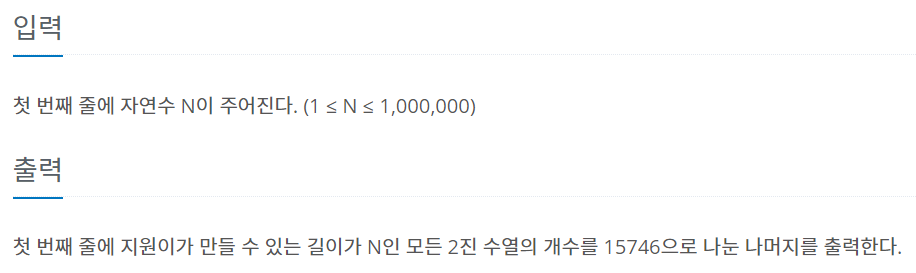 입력
첫 번째 줄에 자연수 N이 주어진다. (1 ≤ N ≤ 1,000,000)
출력
첫 번째 줄에 지원이가 만들 수 있는 길이가 N인 모든 2진 수열의 개수를 15746으로 나눈 나머지를 출력한다.